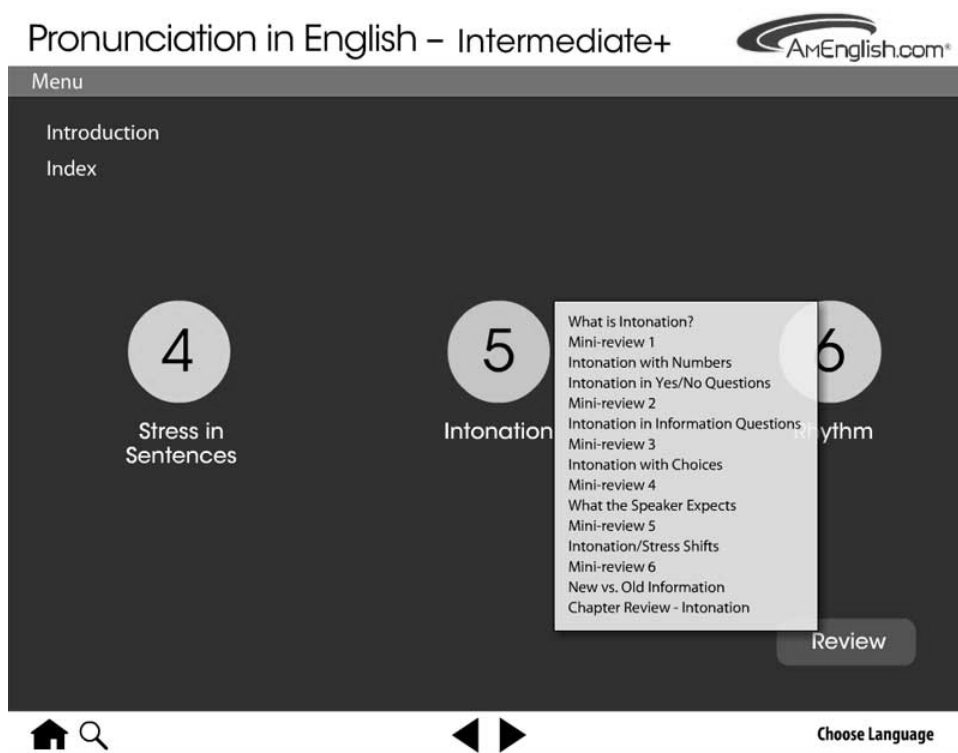 Pronunciation in English – Intermediate+
AMEnglish.com®
Menu
Introduction
Index
4
Stress in
Sentences
5
Intonation
What is Intonation?
Mini-review 1
Intonation with Numbers
Intonation in Yes/No Questions
Mini-review 2
Intonation in Information Questions
Mini-review 3
Intonation with Choices
Mini-review 4
What the Speaker Expects
Mini-review 5
Intonation/Stress Shifts
Mini-review 6
New vs. Old Information
Chapter Review - Intonation
6
Rhythm
Review
Choose Language